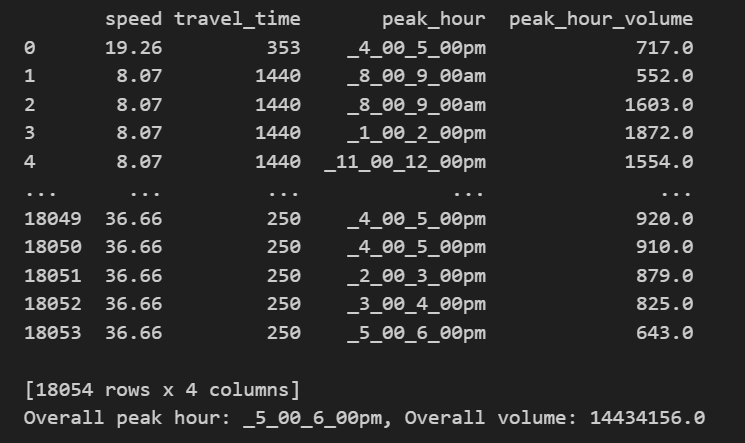 speed travel_time peak_hour peak_hour_volume
0 19.26 353 _4_00_5_00pm 717.0
1 8.07 1440 _8_00_9_00am 552.0
2 8.07 1440 _8_00_9_00am 1603.0
3 8.07 1440 _1_00_2_00pm 1872.0
4 8.07 1440 _11_00_12_00pm 1554.0
... ... ... ... ...
18049 36.66 250 _4_00_5_00pm 920.0
18050 36.66 250 _4_00_5_00pm 910.0
18051 36.66 250 _2_00_3_00pm 879.0
18052 36.66 250 _3_00_4_00pm 825.0
18053 36.66 250 _5_00_6_00pm 643.0
[18054 rows x 4 columns]
Overall peak hour: _5_00_6_00pm, Overall volume: 14434156.0